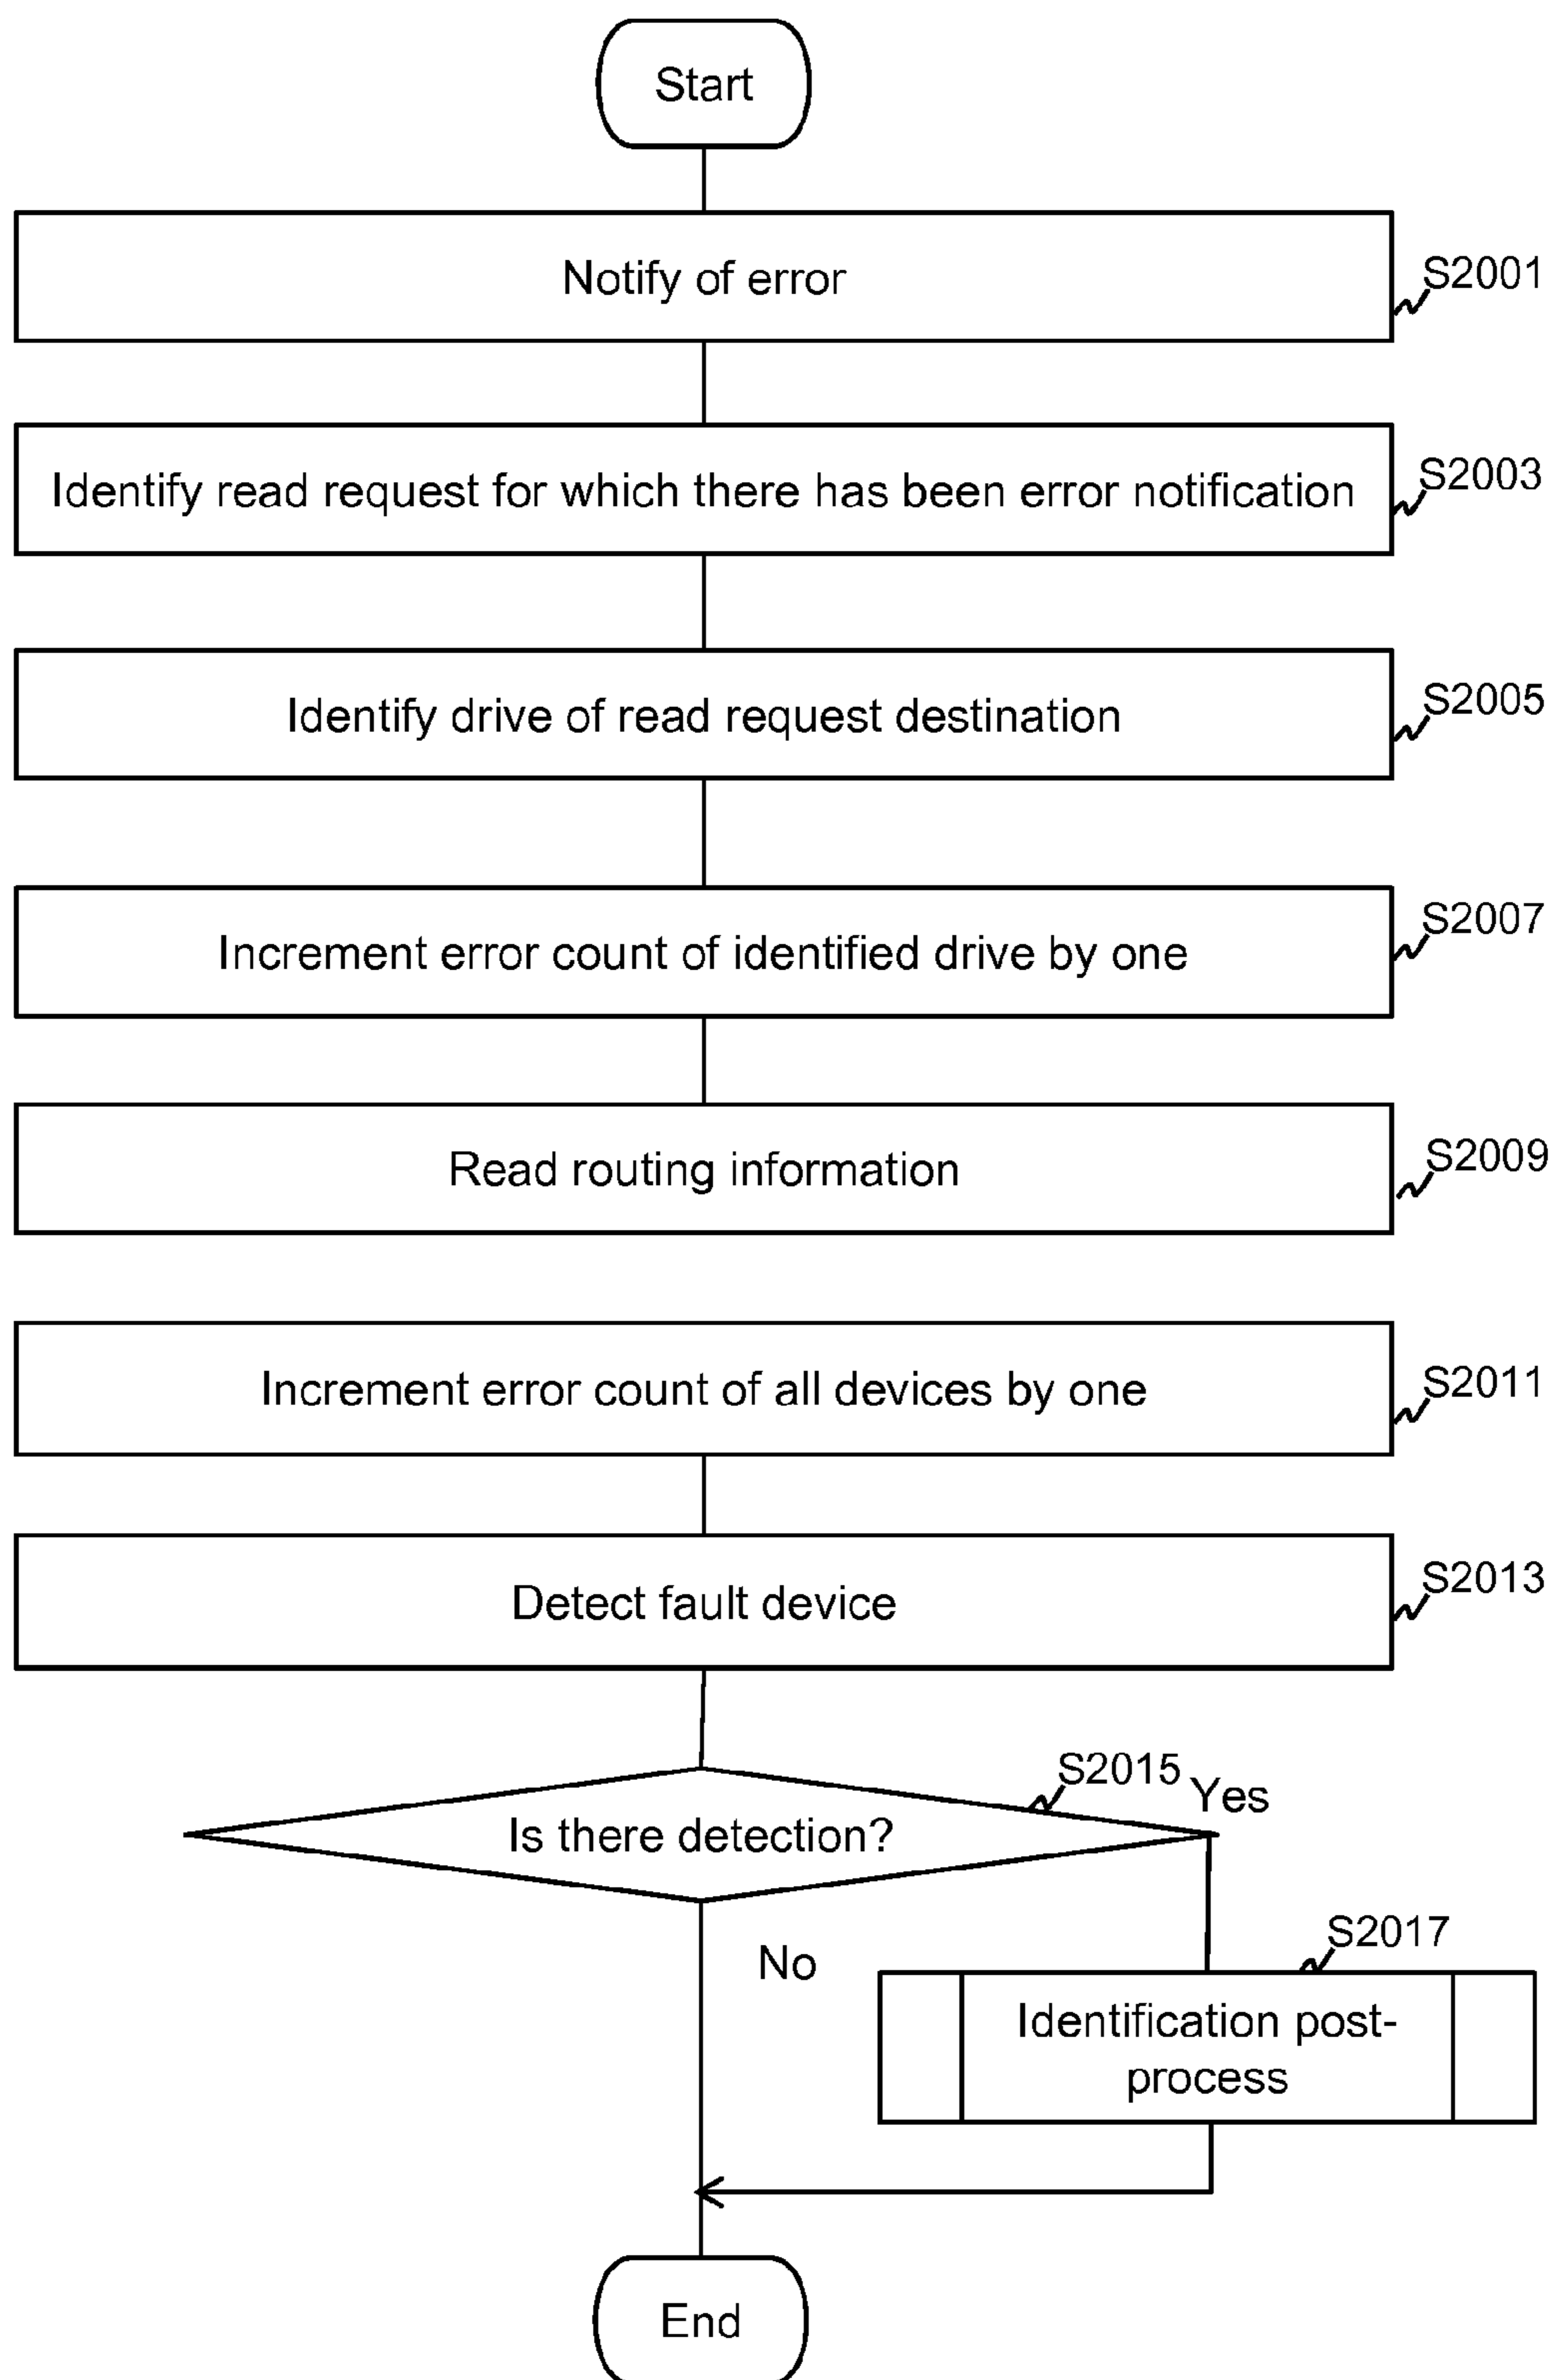 Start
Notify of error
S2001
Identify read request for which there has been error notification
S2003
Identify drive of read request destination
S2005
Increment error count of identified drive by one
S2007
Read routing information
S2009
Increment error count of all devices by one
S2011
Detect fault device
S2013
Is there detection?
S2015
Yes
No
S2017
Identification post-
process
End